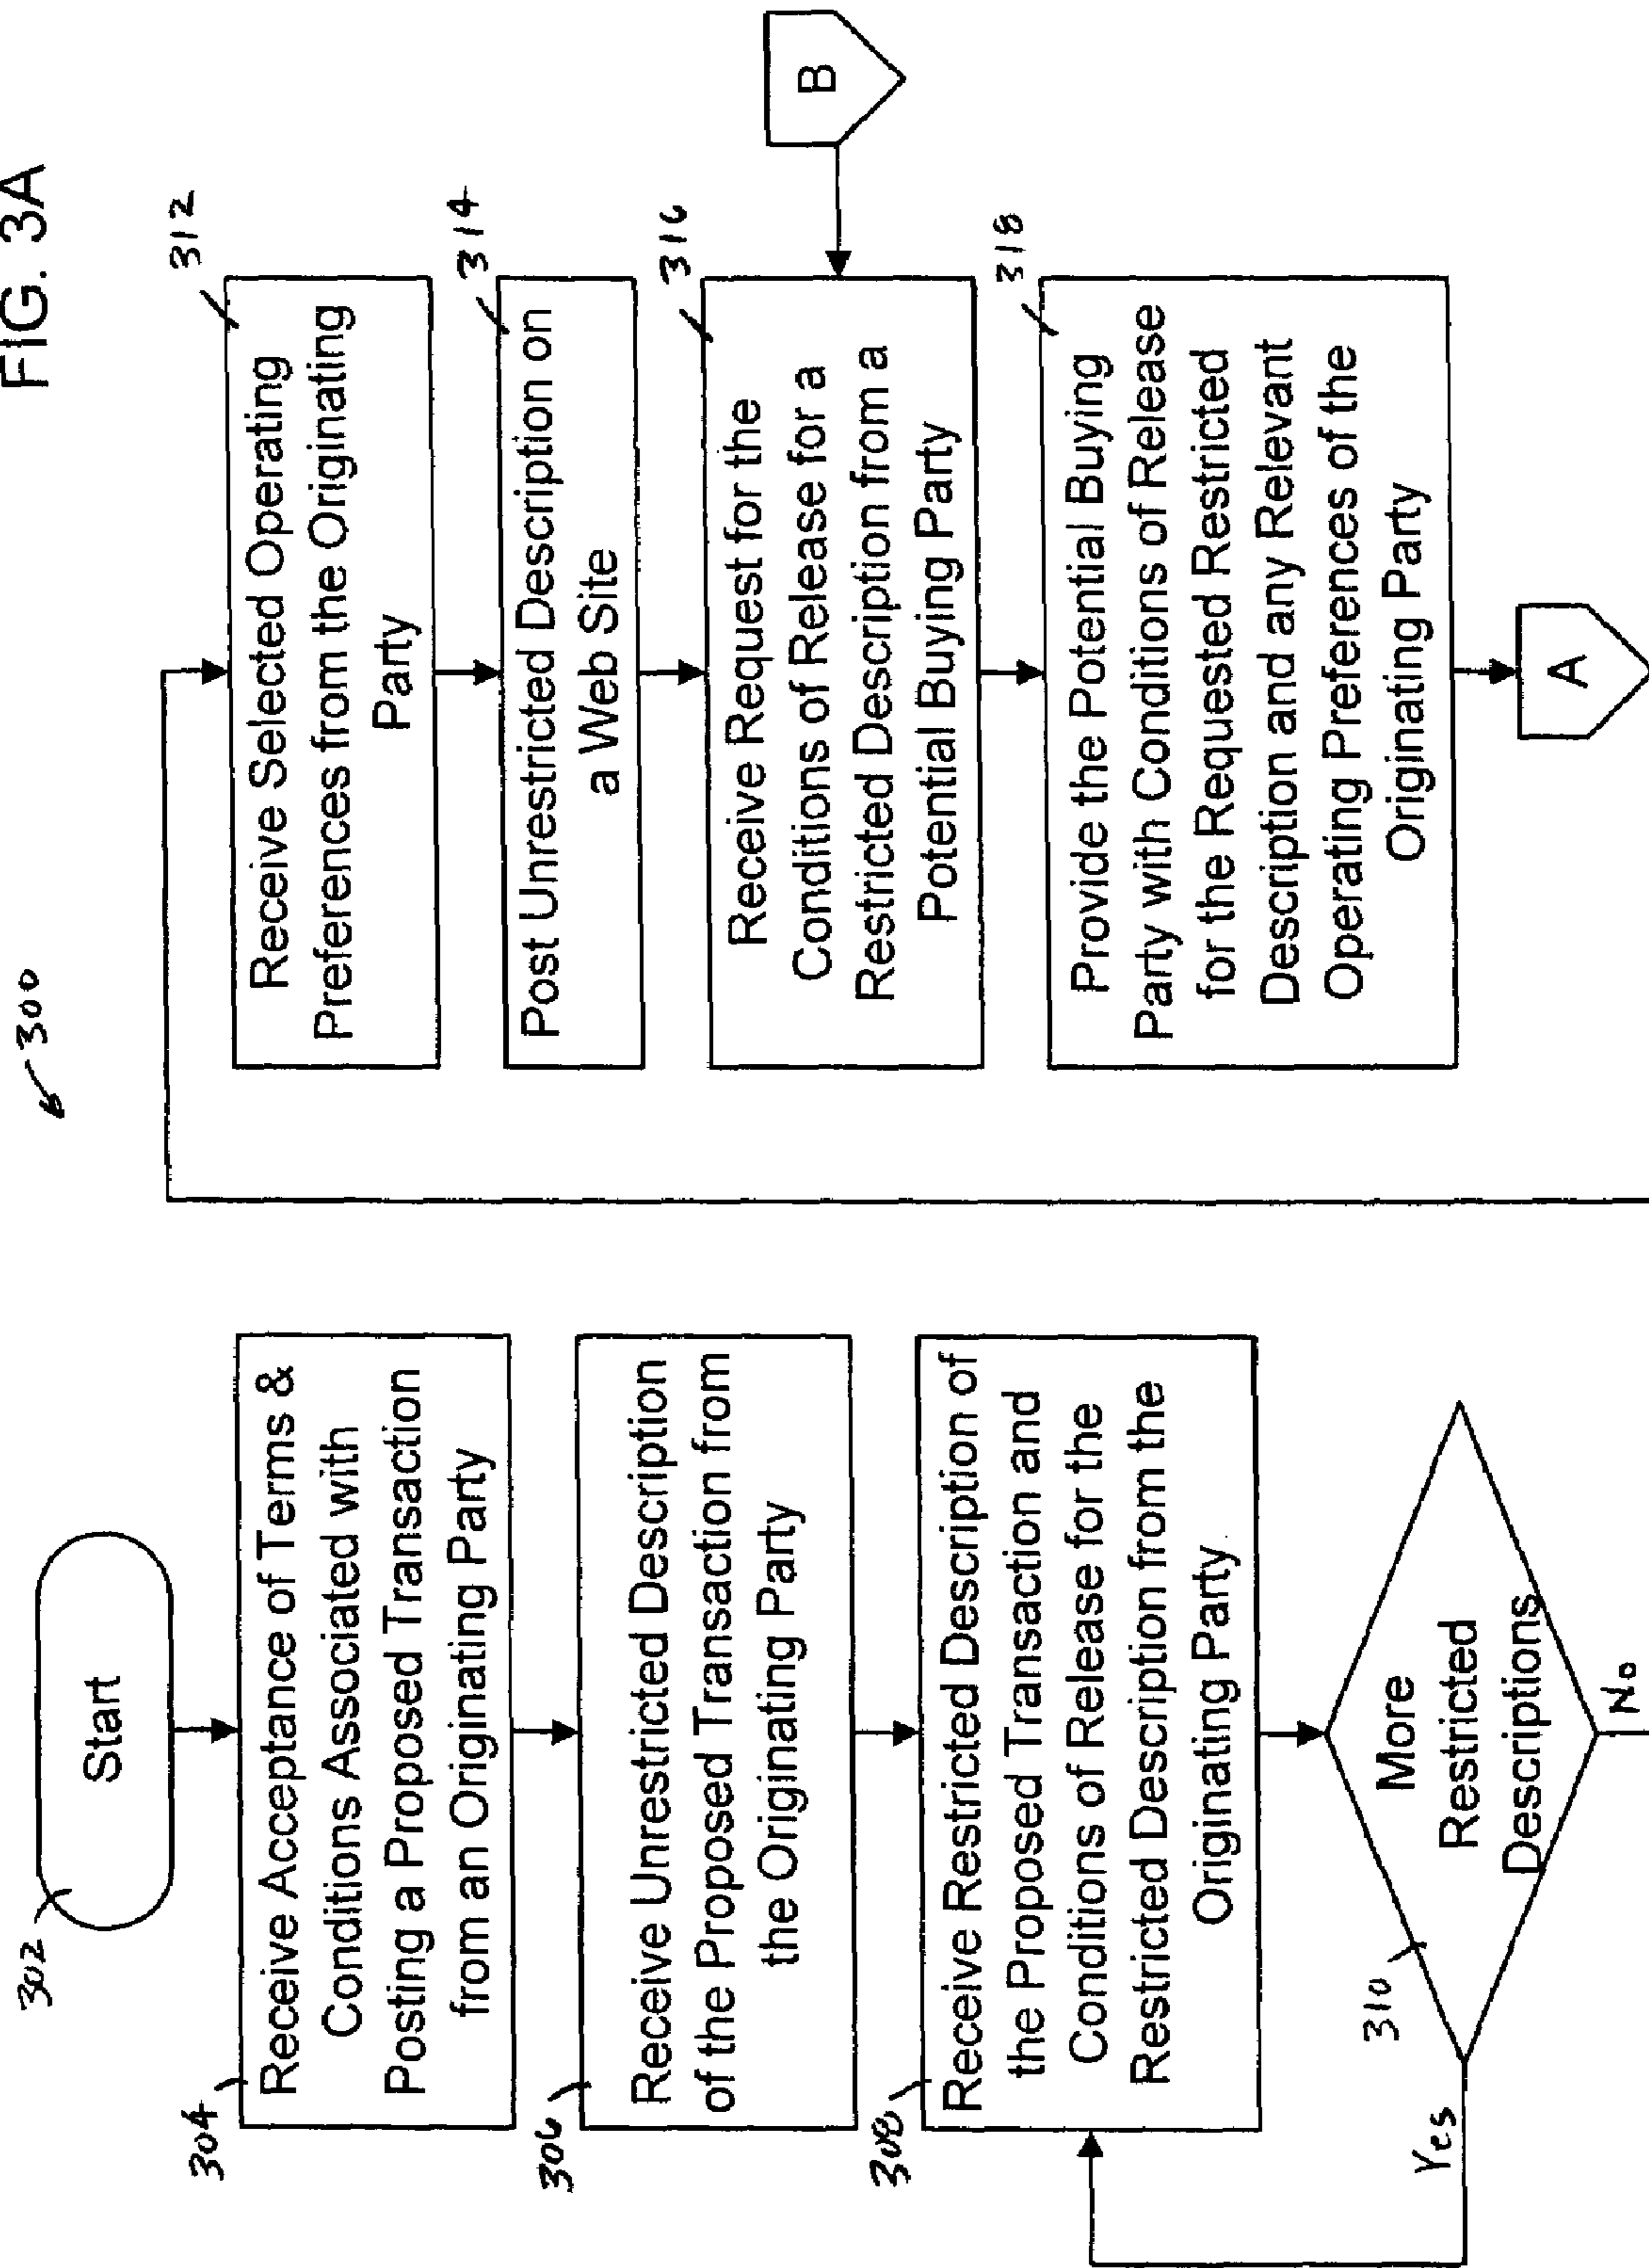 FIG. 3A
300
302
Start
304
Receive Acceptance of Terms &
Conditions Associated with
Posting a Proposed Transaction
from an Originating Party
306
Receive Unrestricted Description
of the Proposed Transaction from
the Originating Party
308
Receive Restricted Description of
the Proposed Transaction and
Conditions of Release for the
Restricted Description from the
Originating Party
310
More
Restricted
Descriptions
Yes
No
312
Receive Selected Operating
Preferences from the Originating
Party
314
Post Unrestricted Description on
a Web Site
316
Receive Request for the
Conditions of Release for a
Restricted Description from a
Potential Buying Party
B
318
Provide the Potential Buying
Party with Conditions of Release
for the Requested Restricted
Description and any Relevant
Operating Preferences of the
Originating Party
A